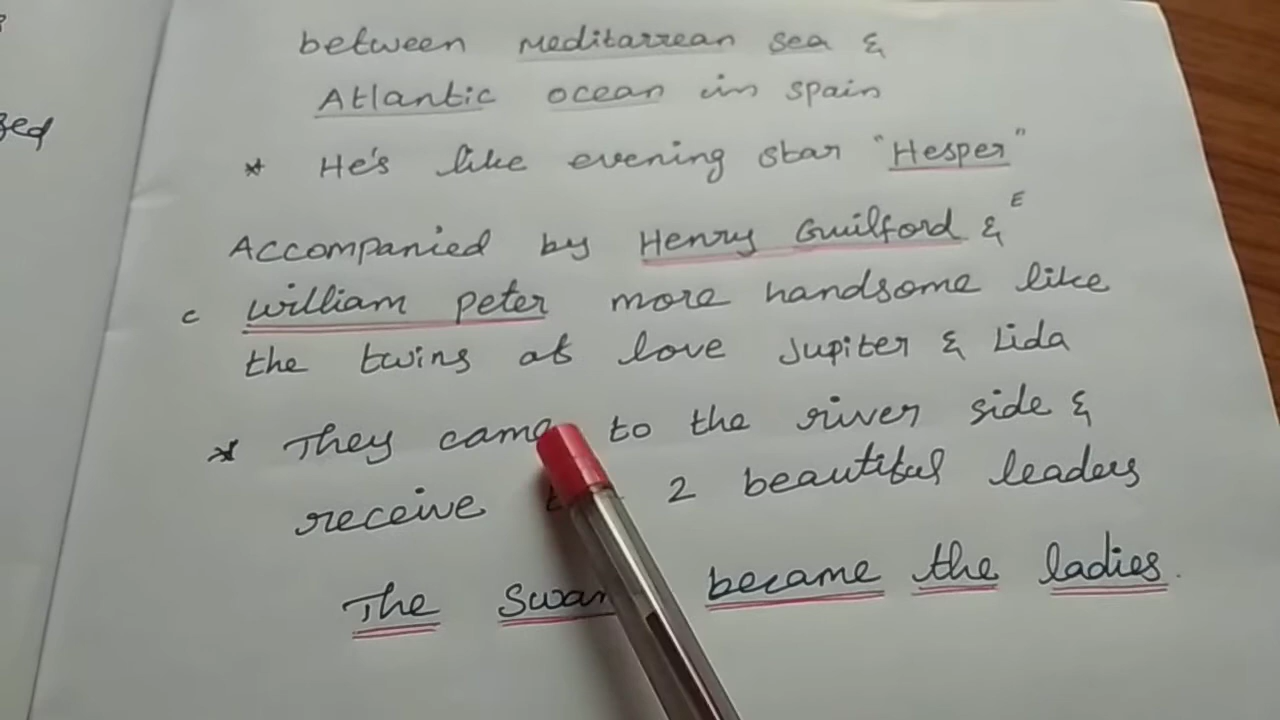 between Meditarrean sea &
Atlantic ocean in spain
zed
* He's like evening star "Hesper"
E
Accompanied by Henry Guilford &
c william peter more handsome like
the twins at love Jupiter & Lida
* They came to the river side &
receive 2 beautiful leaders
The became the ladies.